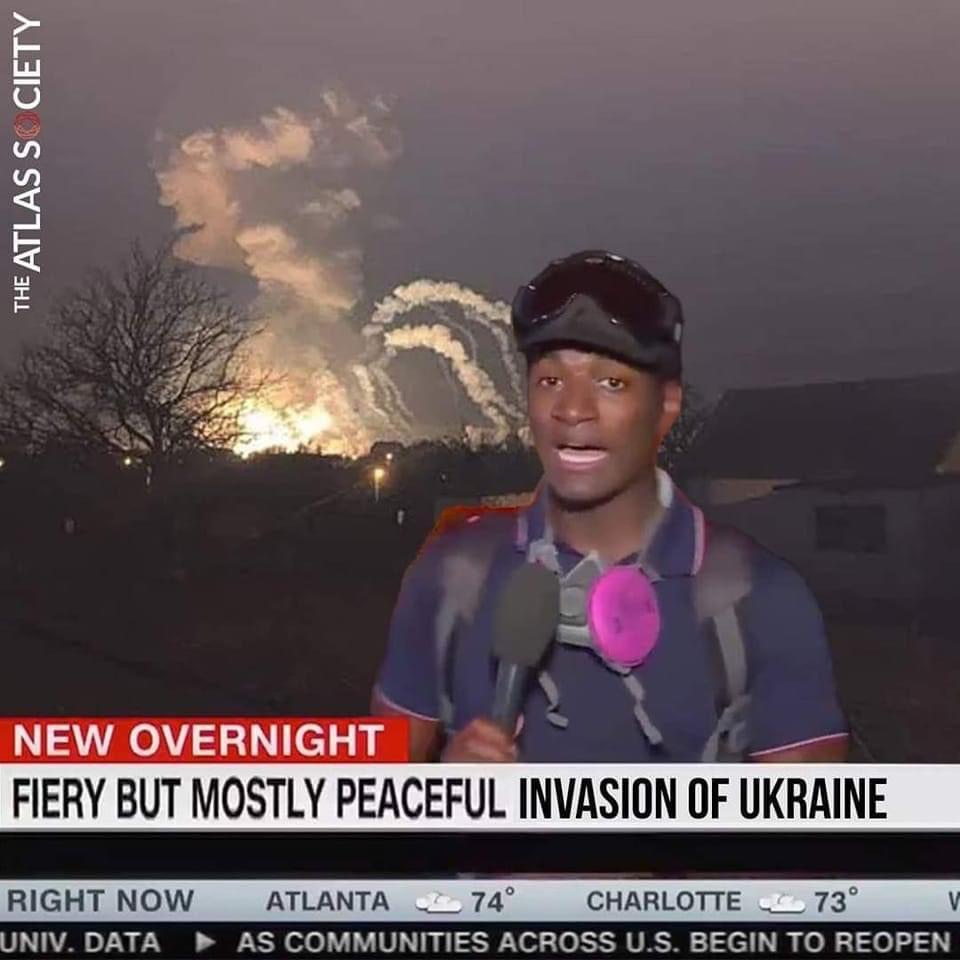 THE ATLAS SOCIETY
NEW OVERNIGHT
FIERY BUT MOSTLY PEACEFUL INVASION OF UKRAINE
RIGHT NOW ATLANTA 74° CHARLOTTE 73°
UNIV. DATA ▶ AS COMMUNITIES ACROSS U.S. BEGIN TO REOPEN